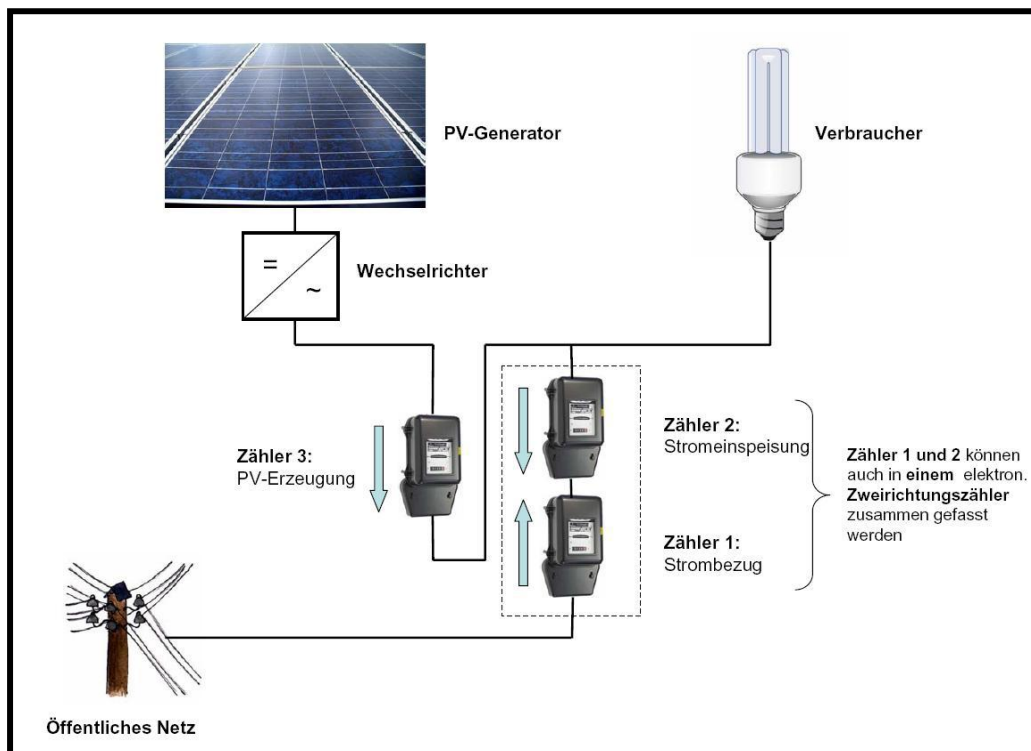 PV-Generator
Verbraucher
=
~
Wechselrichter
Zähler 3:
PV-Erzeugung
Zähler 2:
Stromeinspeisung
Zähler 1:
Strombezug
Zähler 1 und 2 können
auch in einem elektron.
Zweirichtungszähler
zusammen gefasst
werden
Öffentliches Netz